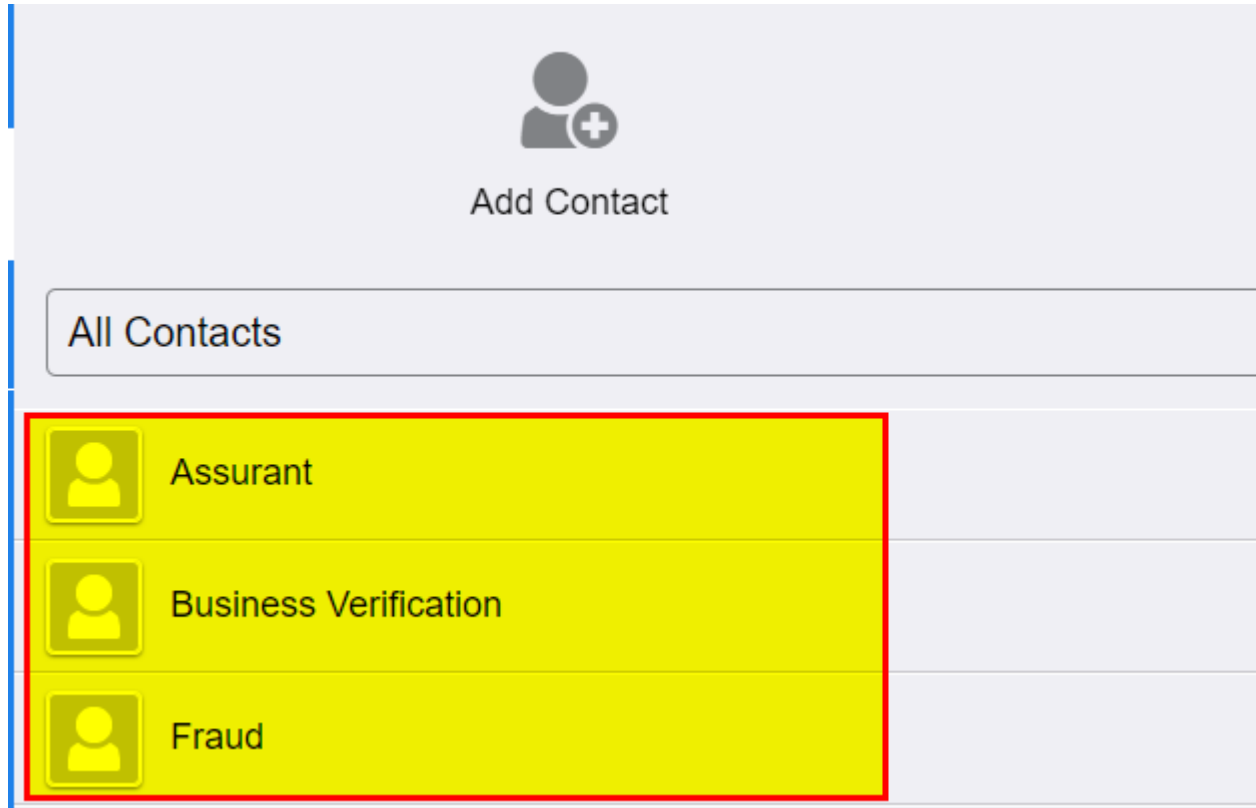 Add Contact
All Contacts
Assurant
Business Verification
Fraud